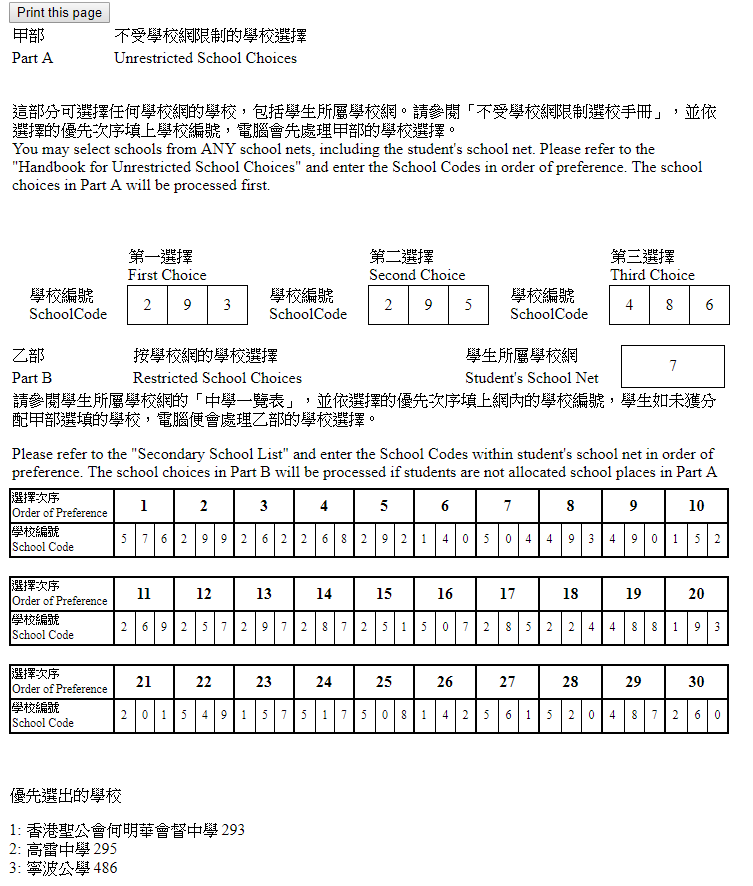 Print this page
甲部 不受學校網限制的學校選擇
Part A Unrestricted School Choices
這部分可選擇任何學校網的學校，包括學生所屬學校網。請參閱「不受學校網限制選校手冊」，並依
選擇的優先次序填上學校編號，電腦會先處理甲部的學校選擇。
You may select schools from ANY school nets, including the student's school net. Please refer to the
"Handbook for Unrestricted School Choices" and enter the School Codes in order of preference. The school
choices in Part A will be processed first.
第一選擇 第二選擇 第三選擇
First Choice Second Choice Third Choice
學校編號 學校編號 學校編號
SchoolCode 2 9 3 SchoolCode 2 9 5 SchoolCode 4 8 6
乙部 按學校網的學校選擇 學生所屬學校網
Part B Restricted School Choices Student's School Net 7
請參閱學生所屬學校網的「中學一覽表」，並依選擇的優先次序填上網內的學校編號，學生如未獲分
配甲部選填的學校，電腦便會處理乙部的學校選擇。
Please refer to the "Secondary School List" and enter the School Codes within student's school net in order of
preference. The school choices in Part B will be processed if students are not allocated school places in Part A
選擇次序
Order of Preference 1 2 3 4 5 6 7 8 9 10
學校編號
School Code 5 7 6 2 9 9 2 6 2 2 6 8 2 9 2 1 4 0 5 0 4 4 9 3 4 9 0 1 5 2
選擇次序
Order of Preference 11 12 13 14 15 16 17 18 19 20
學校編號
School Code 2 6 9 2 5 7 2 9 7 2 8 7 2 5 1 5 0 7 2 8 5 2 2 4 4 8 8 1 9 3
選擇次序
Order of Preference 21 22 23 24 25 26 27 28 29 30
學校編號
School Code 2 0 1 5 4 9 1 5 7 5 1 7 5 0 8 1 4 2 5 6 1 5 2 0 4 8 7 2 6 0
優先選出的學校
1: 香港聖公會何明華會督中學 293
2: 高雷中學 295
3: 寧波公學 486